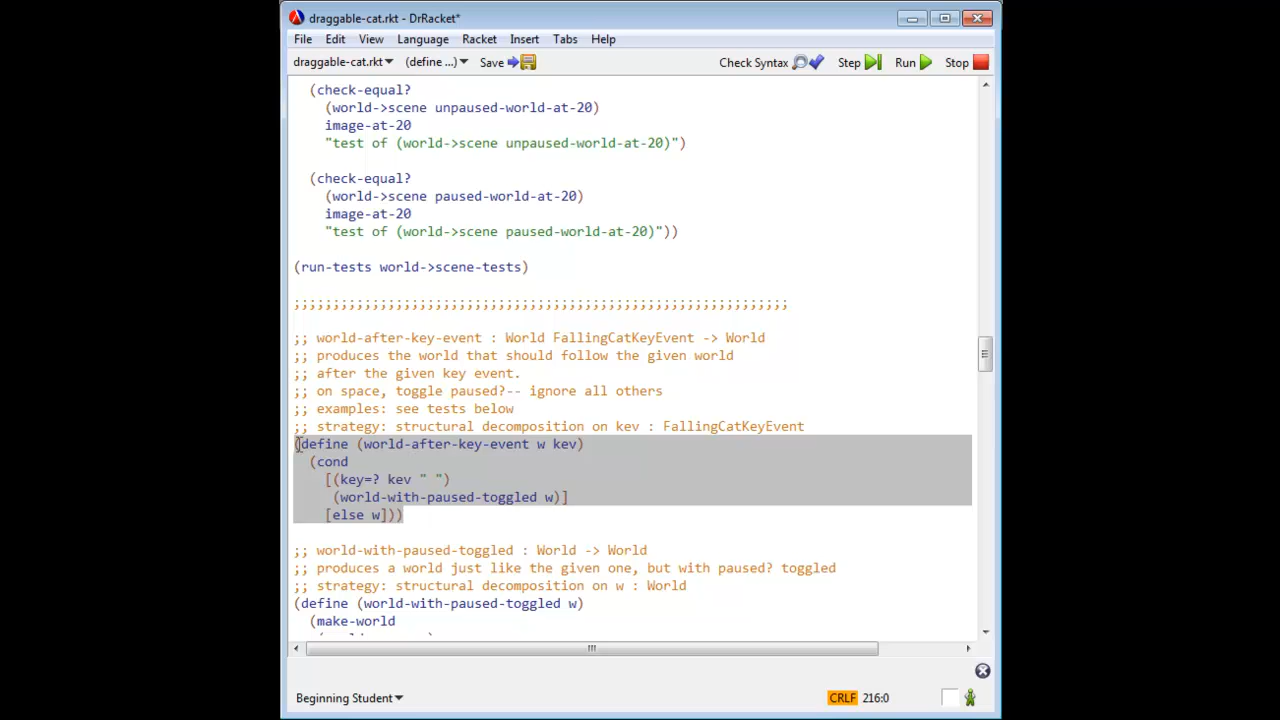 draggable-cat.rkt - DrRacket*
File Edit View Language Racket Insert Tabs Help
draggable-cat.rkt (define ...) Save Check Syntax Step Run Stop
(check-equal?
(world->scene unpaused-world-at-20)
image-at-20
"test of (world->scene unpaused-world-at-20)")
(check-equal?
(world->scene paused-world-at-20)
image-at-20
"test of (world->scene paused-world-at-20)"))
(run-tests world->scene-tests)
;;;;;;;;;;;;;;;;;;;;;;;;;;;;;;;;;;;;;;;;;;;;;;;;;;;;;;;;;;;;;;;
;; world-after-key-event : World FallingCatKeyEvent -> World
;; produces the world that should follow the given world
;; after the given key event.
;; on space, toggle paused?-- ignore all others
;; examples: see tests below
;; strategy: structural decomposition on kev : FallingCatKeyEvent
(define (world-after-key-event w kev)
(cond
[(key=? kev " ")
(world-with-paused-toggled w)]
[else w]))
;; world-with-paused-toggled : World -> World
;; produces a world just like the given one, but with paused? toggled
;; strategy: structural decomposition on w : World
(define (world-with-paused-toggled w)
(make-world
Beginning Student CRLF 216:0